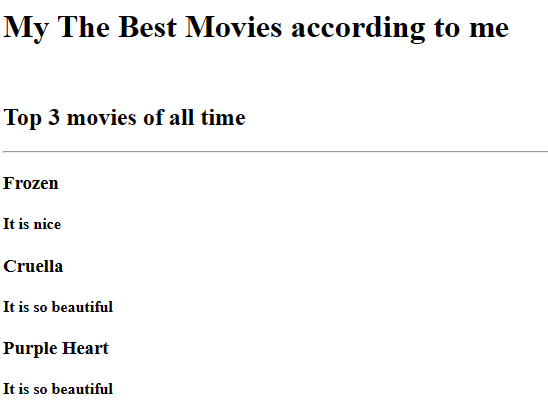 My The Best Movies according to me
Top 3 movies of all time
Frozen
It is nice
Cruella
It is so beautiful
Purple Heart
It is so beautiful